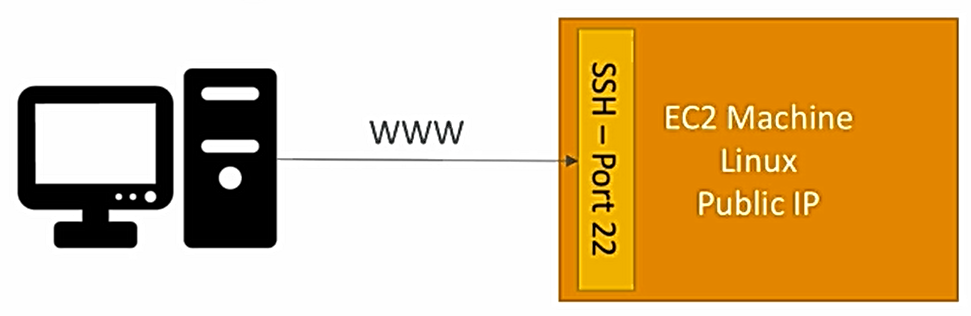 WWW
SSH – Port 22
EC2 Machine
Linux
Public IP